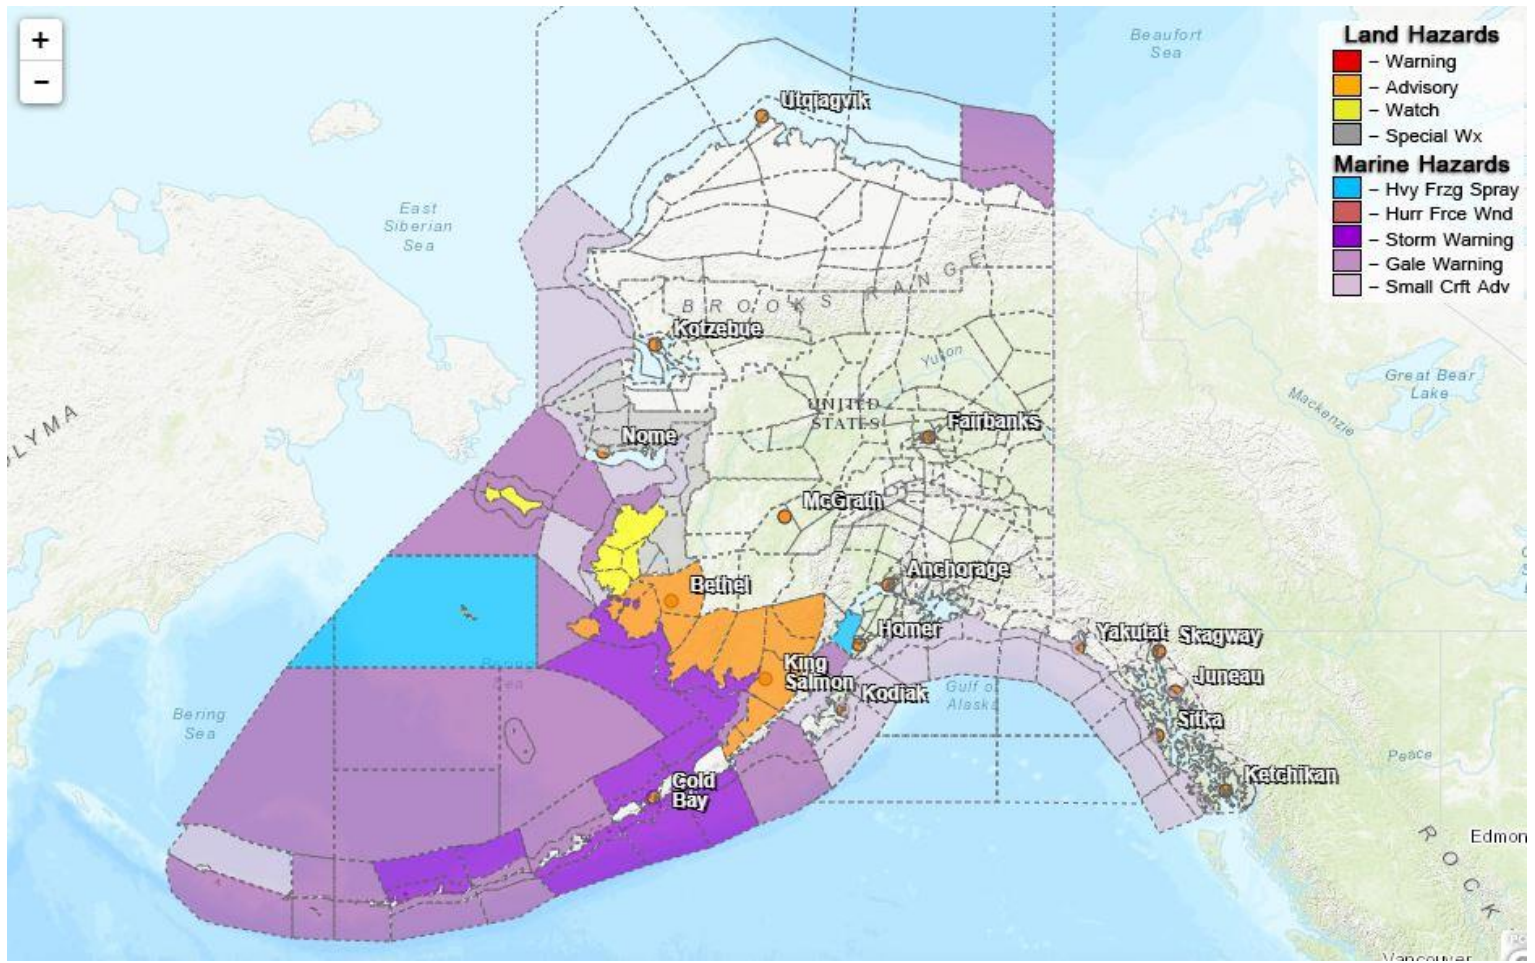 +
−
Beaufort
Sea
Land Hazards
– Warning
– Advisory
– Watch
– Special Wx
Marine Hazards
– Hvy Frzg Spray
– Hurr Frce Wnd
– Storm Warning
– Gale Warning
– Small Crft Adv
Utqiagvik
East
Siberian
Sea
BROOKS RANGE
Kotzebue
Yukon
Great Bear
Lake
Mackenzie
OLYMA
UNITED
STATES
Fairbanks
Nome
McGrath
Anchorage
Bethel
Homer
Yakutat
Skagway
King
Salmon
Kodiak
Gulf of
Alaska
Juneau
Bering
Sea
Sitka
Peace
Cold
Bay
Ketchikan
ROCK
Edmon
Vancouver